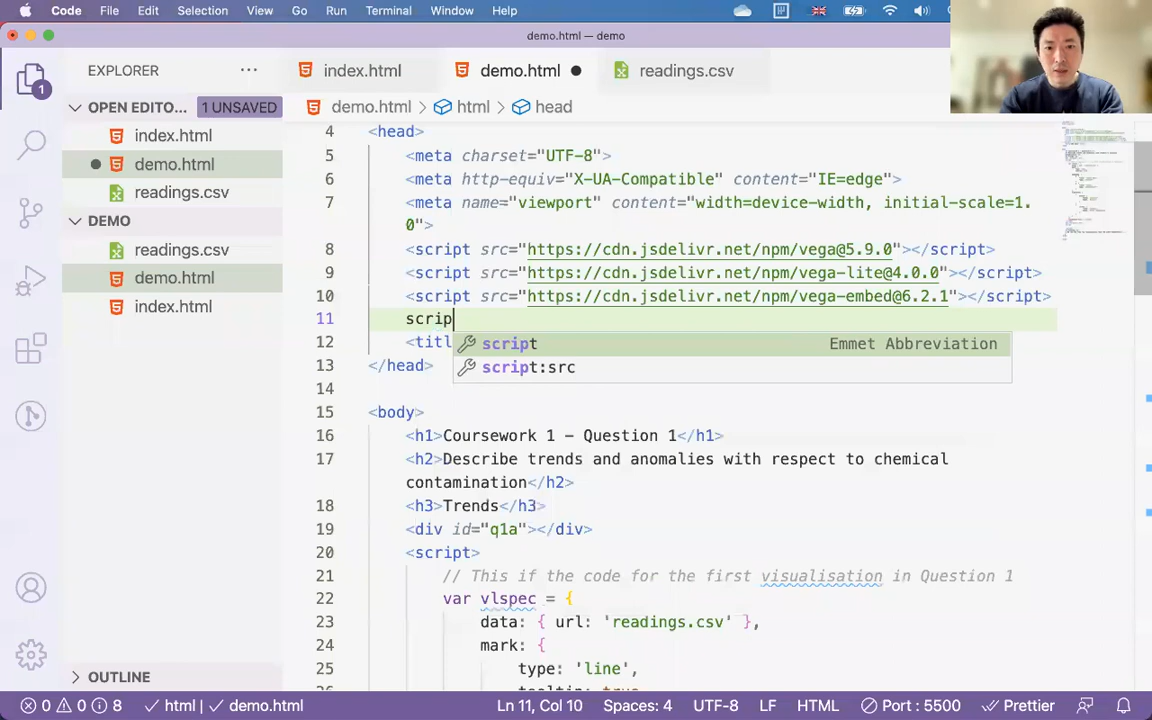 Code File Edit Selection View Go Run Terminal Window Help
demo.html — demo
EXPLORER
index.html
demo.html
readings.csv
OPEN EDITO...
1 UNSAVED
index.html
demo.html
readings.csv
DEMO
readings.csv
demo.html
index.html
OUTLINE
1
demo.html > html > head
4 <head>
5 <meta charset="UTF-8">
6 <meta http-equiv="X-UA-Compatible" content="IE=edge">
7 <meta name="viewport" content="width=device-width, initial-scale=1.
0">
8 <script src="https://cdn.jsdelivr.net/npm/vega@5.9.0"></script>
9 <script src="https://cdn.jsdelivr.net/npm/vega-lite@4.0.0"></script>
10 <script src="https://cdn.jsdelivr.net/npm/vega-embed@6.2.1"></script>
11 scrip
script Emmet Abbreviation
script:src
12 <titl
13 </head>
14
15 <body>
16 <h1>Coursework 1 - Question 1</h1>
17 <h2>Describe trends and anomalies with respect to chemical
contamination</h2>
18 <h3>Trends</h3>
19 <div id="q1a"></div>
20 <script>
21 // This if the code for the first visualisation in Question 1
22 var vlspec = {
23 data: { url: 'readings.csv' },
24 mark: {
25 type: 'line',
0 0 8 html demo.html Ln 11, Col 10 Spaces: 4 UTF-8 LF HTML Port : 5500 Prettier